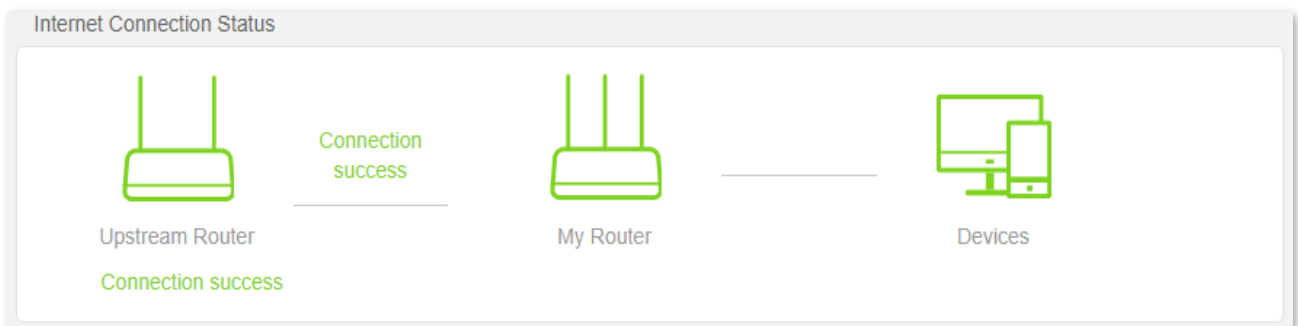 Internet Connection Status
Connection
success
Upstream Router
My Router
Devices
Connection success